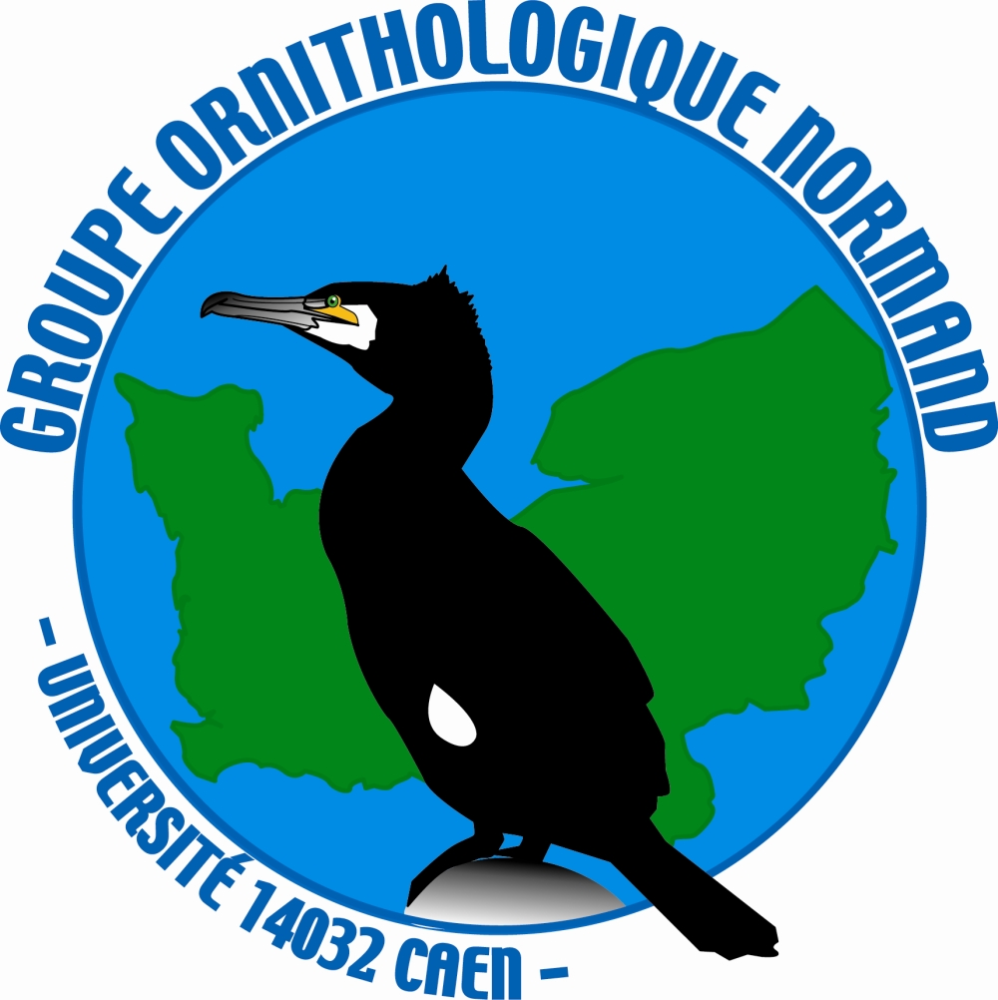 GROUPE ORNITHOLOGIQUE NORMAND
- UNIVERSITÉ 14032 CAEN -